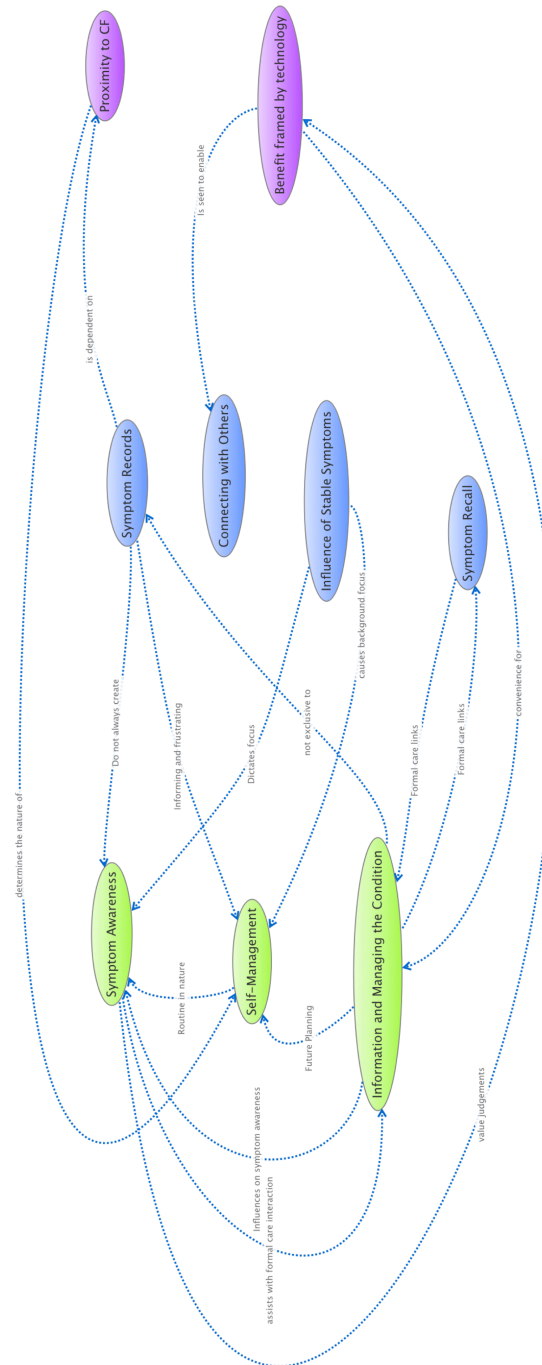 Proximity to CF
Benefit framed by technology
Is seen to enable
is dependent on
Symptom Records
Connecting with Others
Influence of Stable Symptoms
Symptom Recall
causes background focus
convenience for
Do not always create
Informing and frustrating
Dictates focus
not exclusive to
Formal care links
Formal care links
determines the nature of
Symptom Awareness
Self-Management
Information and Managing the Condition
Routine in nature
Future Planning
Influences on symptom awareness
assists with formal care interaction
value judgements